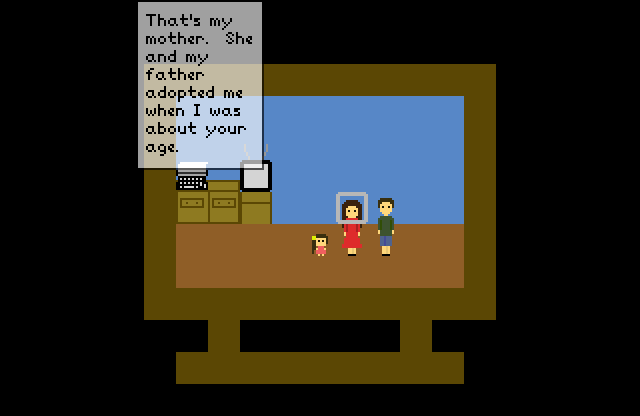 That's my
mother.  She
and my
father
adopted me
when I was
about your
age.